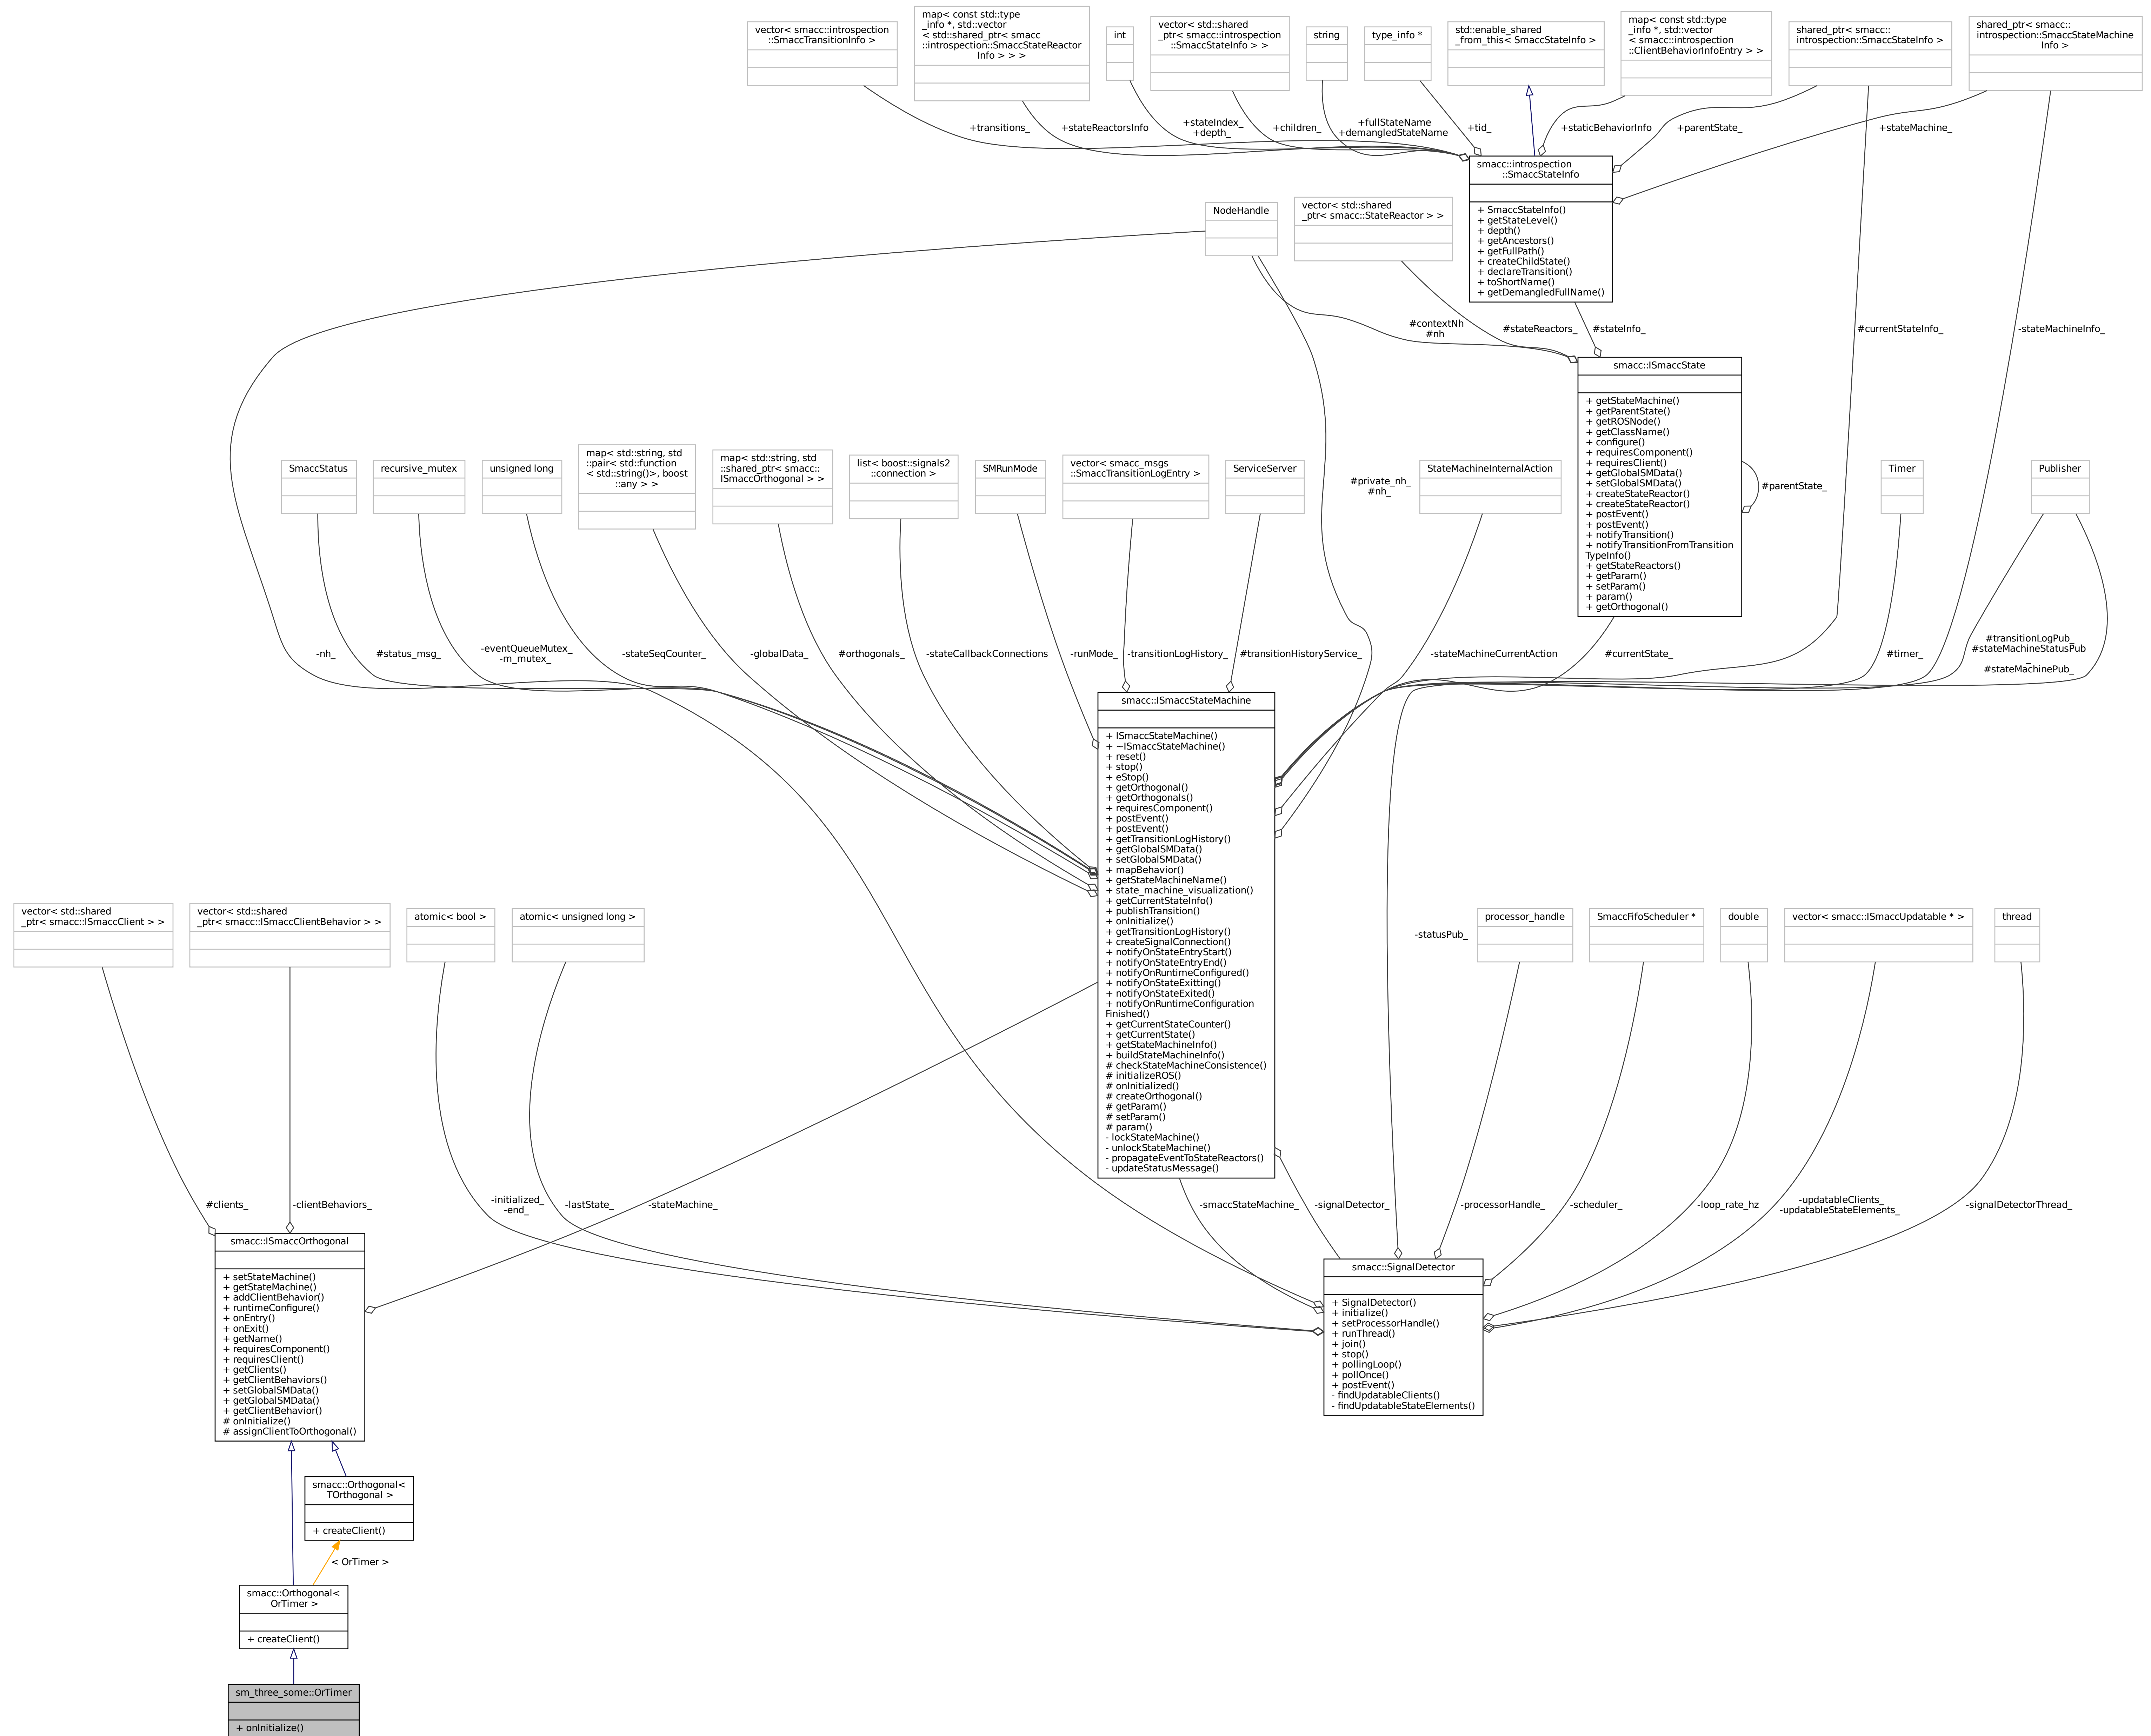 vector< smacc::introspection
::SmaccTransitionInfo >
map< const std::type
_info *, std::vector
< std::shared_ptr< smacc
::introspection::SmaccStateReactor
Info > > >
int
vector< std::shared
_ptr< smacc::introspection
::SmaccStateInfo > >
string
type_info *
std::enable_shared
_from_this< SmaccStateInfo >
map< const std::type
_info *, std::vector
< smacc::introspection
::ClientBehaviorInfoEntry > >
shared_ptr< smacc::
introspection::SmaccStateInfo >
shared_ptr< smacc::
introspection::SmaccStateMachine
Info >
+transitions_
+stateReactorsInfo
+stateIndex_
+depth_
+children_
+fullStateName
+demangledStateName
+tid_
+staticBehaviorInfo
+parentState_
+stateMachine_
smacc::introspection
::SmaccStateInfo
+ SmaccStateInfo()
+ getStateLevel()
+ depth()
+ getAncestors()
+ getFullPath()
+ createChildState()
+ declareTransition()
+ toShortName()
+ getDemangledFullName()
NodeHandle
vector< std::shared
_ptr< smacc::StateReactor > >
#contextNh
#nh
#stateReactors_
#stateInfo_
#currentStateInfo_
-stateMachineInfo_
smacc::ISmaccState
+ getStateMachine()
+ getParentState()
+ getROSNode()
+ getClassName()
+ configure()
+ requiresComponent()
+ requiresClient()
+ getGlobalSMData()
+ setGlobalSMData()
+ createStateReactor()
+ createStateReactor()
+ postEvent()
+ postEvent()
+ notifyTransition()
+ notifyTransitionFromTransition
TypeInfo()
+ getStateReactors()
+ getParam()
+ setParam()
+ param()
+ getOrthogonal()
#parentState_
SmaccStatus
recursive_mutex
unsigned long
map< std::string, std
::pair< std::function
< std::string()>, boost
::any > >
map< std::string, std
::shared_ptr< smacc::
ISmaccOrthogonal > >
list< boost::signals2
::connection >
SMRunMode
vector< smacc_msgs
::SmaccTransitionLogEntry >
ServiceServer
#private_nh_
#nh_
StateMachineInternalAction
Timer
Publisher
-nh_
#status_msg_
-eventQueueMutex_
-m_mutex_
-stateSeqCounter_
-globalData_
#orthogonals_
-stateCallbackConnections
-runMode_
-transitionLogHistory_
#transitionHistoryService_
-stateMachineCurrentAction
#currentState_
#timer_
#transitionLogPub_
#stateMachineStatusPub
_
#stateMachinePub_
smacc::ISmaccStateMachine
+ ISmaccStateMachine()
+ ~ISmaccStateMachine()
+ reset()
+ stop()
+ eStop()
+ getOrthogonal()
+ getOrthogonals()
+ requiresComponent()
+ postEvent()
+ postEvent()
+ getTransitionLogHistory()
+ getGlobalSMData()
+ setGlobalSMData()
+ mapBehavior()
+ getStateMachineName()
+ state_machine_visualization()
+ getCurrentStateInfo()
+ publishTransition()
+ onInitialize()
+ getTransitionLogHistory()
+ createSignalConnection()
+ notifyOnStateEntryStart()
+ notifyOnStateEntryEnd()
+ notifyOnRuntimeConfigured()
+ notifyOnStateExitting()
+ notifyOnStateExited()
+ notifyOnRuntimeConfiguration
Finished()
+ getCurrentStateCounter()
+ getCurrentState()
+ getStateMachineInfo()
+ buildStateMachineInfo()
# checkStateMachineConsistence()
# initializeROS()
# onInitialized()
# createOrthogonal()
# getParam()
# setParam()
# param()
- lockStateMachine()
- unlockStateMachine()
- propagateEventToStateReactors()
- updateStatusMessage()
vector< std::shared
_ptr< smacc::ISmaccClient > >
vector< std::shared
_ptr< smacc::ISmaccClientBehavior > >
atomic< bool >
atomic< unsigned long >
-statusPub_
processor_handle
SmaccFifoScheduler *
double
vector< smacc::ISmaccUpdatable * >
thread
#clients_
-clientBehaviors_
-initialized_
-end_
-lastState_
-stateMachine_
-smaccStateMachine_
-signalDetector_
-processorHandle_
-scheduler_
-loop_rate_hz
-updatableClients_
-updatableStateElements_
-signalDetectorThread_
smacc::ISmaccOrthogonal
+ setStateMachine()
+ getStateMachine()
+ addClientBehavior()
+ runtimeConfigure()
+ onEntry()
+ onExit()
+ getName()
+ requiresComponent()
+ requiresClient()
+ getClients()
+ getClientBehaviors()
+ setGlobalSMData()
+ getGlobalSMData()
+ getClientBehavior()
# onInitialize()
# assignClientToOrthogonal()
smacc::SignalDetector
+ SignalDetector()
+ initialize()
+ setProcessorHandle()
+ runThread()
+ join()
+ stop()
+ pollingLoop()
+ pollOnce()
+ postEvent()
- findUpdatableClients()
- findUpdatableStateElements()
smacc::Orthogonal<
TOrthogonal >
+ createClient()
< OrTimer >
smacc::Orthogonal<
OrTimer >
+ createClient()
sm_three_some::OrTimer
+ onInitialize()